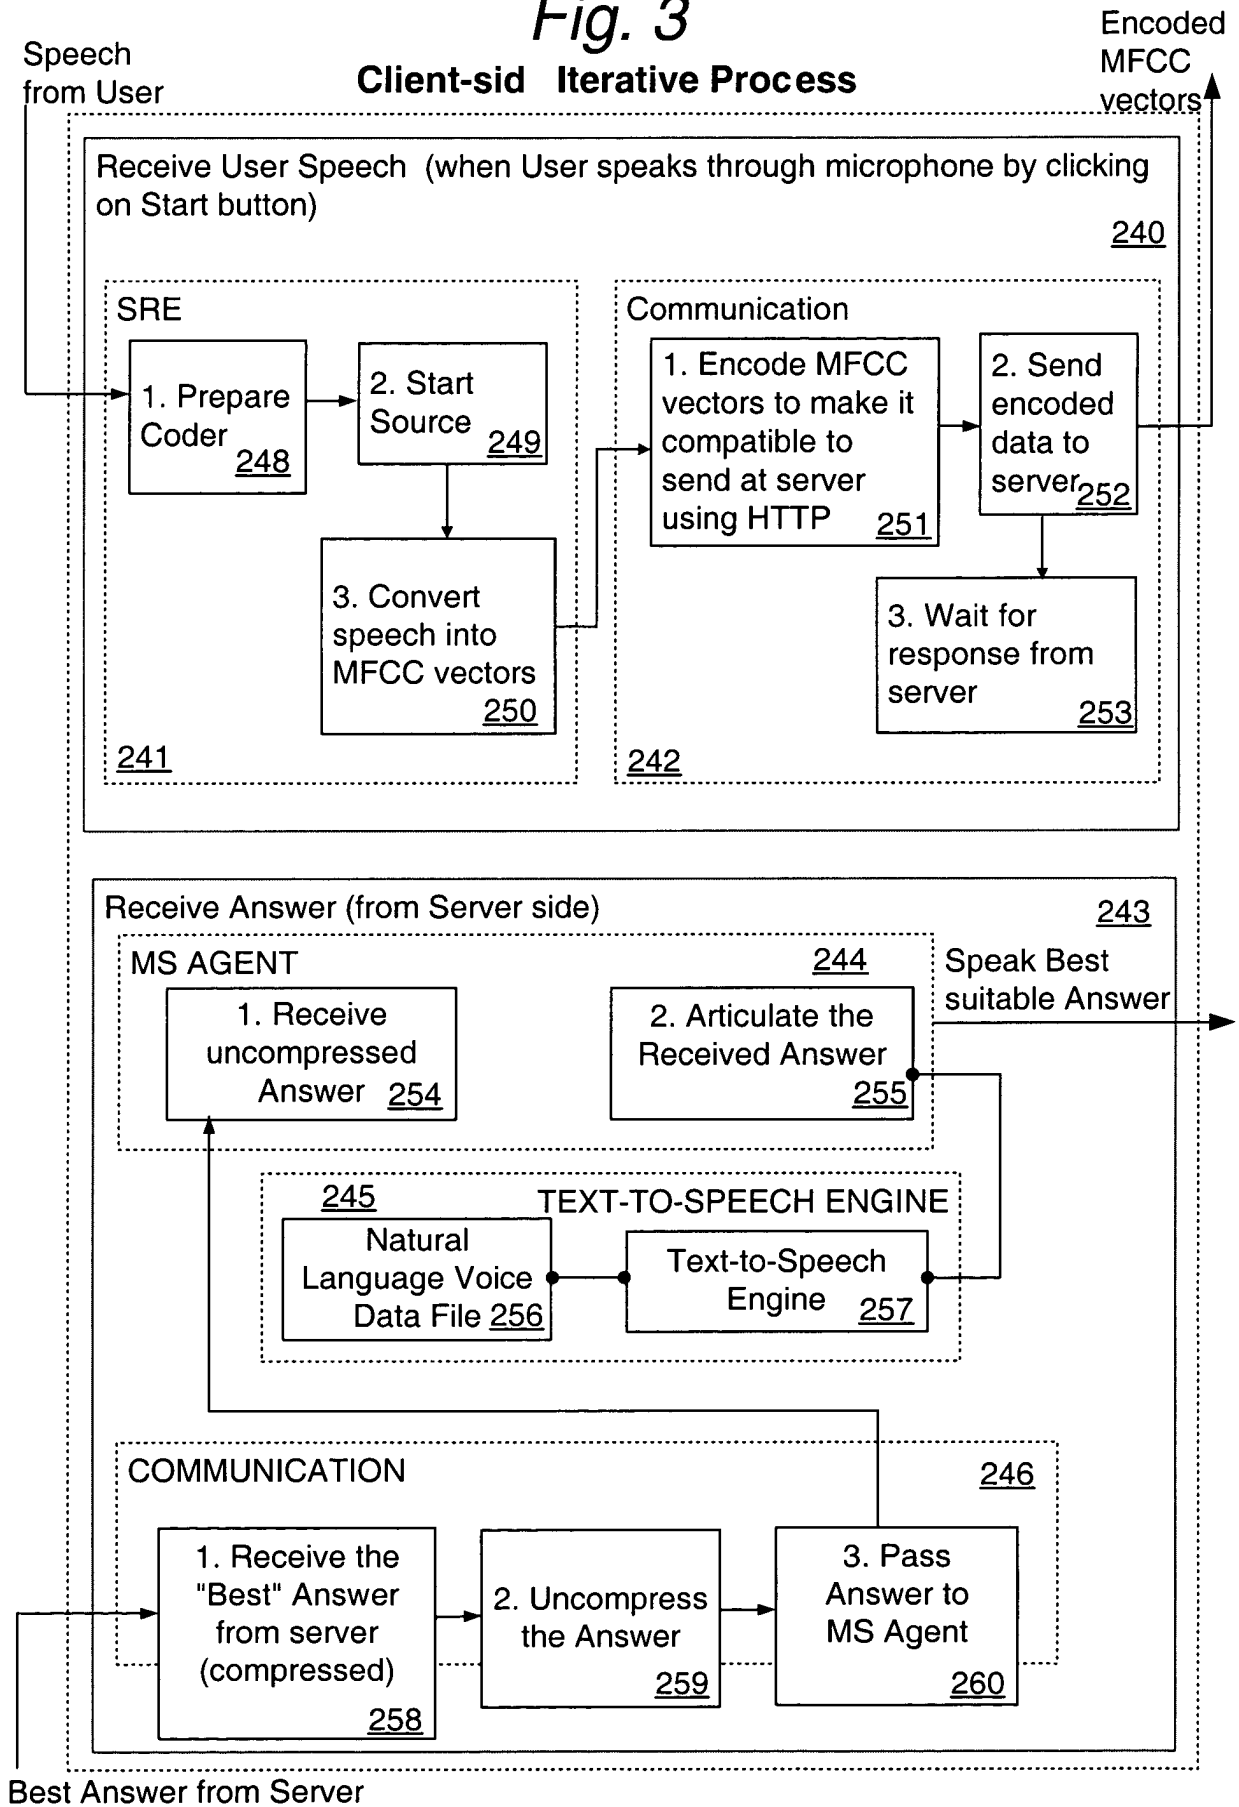 Fig. 3
Client-sid Iterative Process
Speech
from User
Encoded
MFCC
vectors
Receive User Speech (when User speaks through microphone by clicking
on Start button)
240
SRE
1. Prepare
Coder
248
2. Start
Source
249
3. Convert
speech into
MFCC vectors
250
241
Communication
1. Encode MFCC
vectors to make it
compatible to
send at server
using HTTP
251
2. Send
encoded
data to
server
252
3. Wait for
response from
server
253
242
Receive Answer (from Server side)
243
MS AGENT
244
1. Receive
uncompressed
Answer
254
2. Articulate the
Received Answer
255
Speak Best
suitable Answer
245
TEXT-TO-SPEECH ENGINE
Natural
Language Voice
Data File 256
Text-to-Speech
Engine
257
COMMUNICATION
246
1. Receive the
"Best" Answer
from server
(compressed)
258
2. Uncompress
the Answer
259
3. Pass
Answer to
MS Agent
260
Best Answer from Server